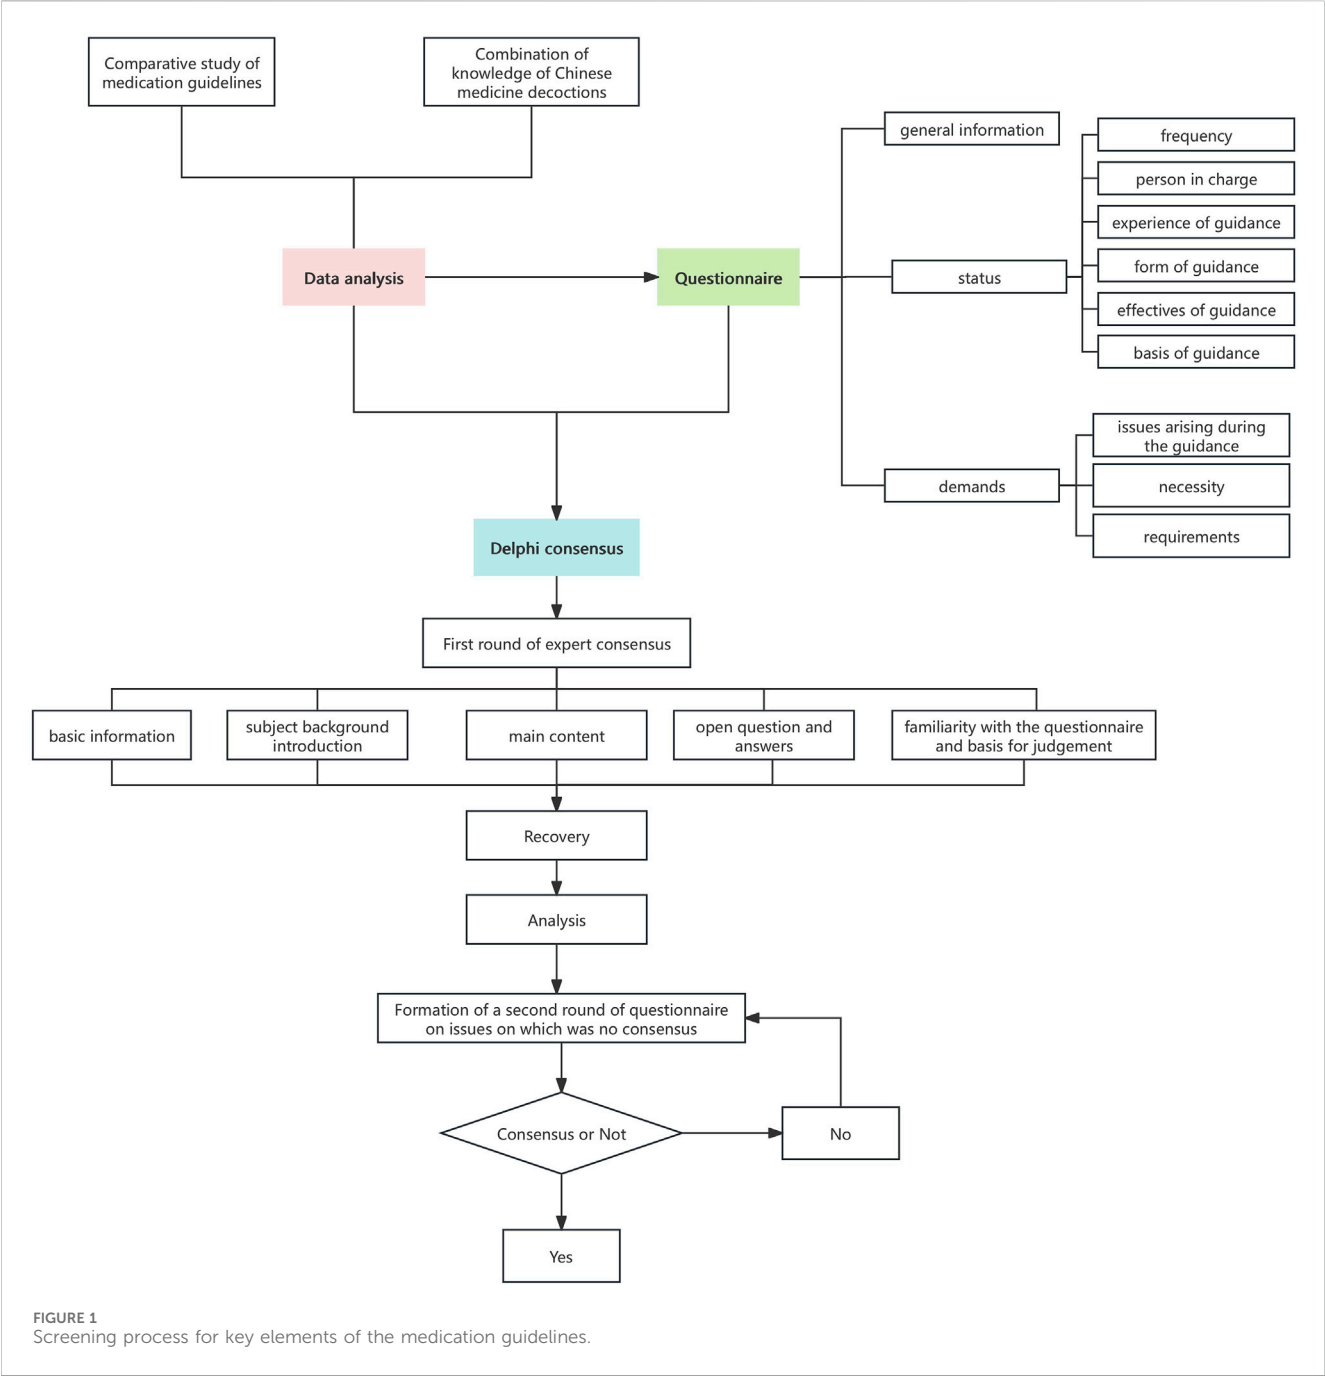 Comparative study of
medication guidelines
Combination of
knowledge of Chinese
medicine decoctions
general information
frequency
person in charge
experience of guidance
Data analysis
Questionnaire
status
form of guidance
effectives of guidance
basis of guidance
issues arising during
the guidance
demands
necessity
requirements
Delphi consensus
First round of expert consensus
basic information
subject background
introduction
main content
open question and
answers
familiarity with the questionnaire
and basis for judgement
Recovery
Analysis
Formation of a second round of questionnaire
on issues on which was no consensus
Consensus or Not
No
Yes
FIGURE 1
Screening process for key elements of the medication guidelines.